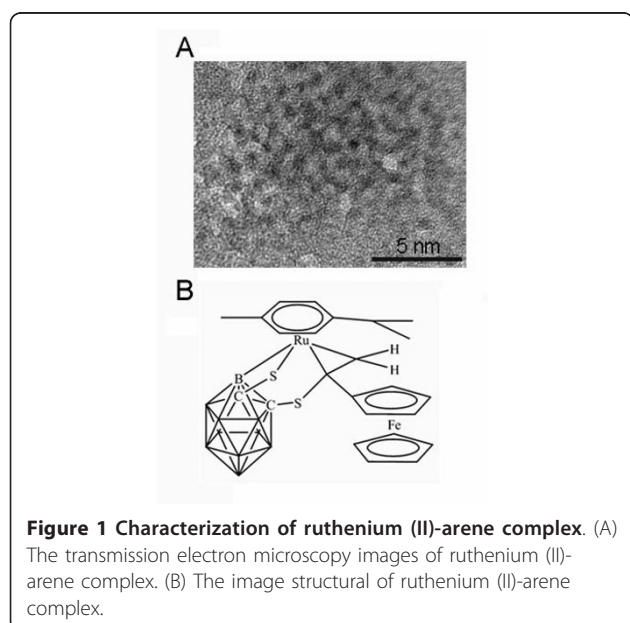 A
5 nm
B
Ru
H
H
B
S
C
C
S
Fe
Figure 1 Characterization of ruthenium (II)-arene complex. (A)
The transmission electron microscopy images of ruthenium (II)-
arene complex. (B) The image structural of ruthenium (II)-arene
complex.